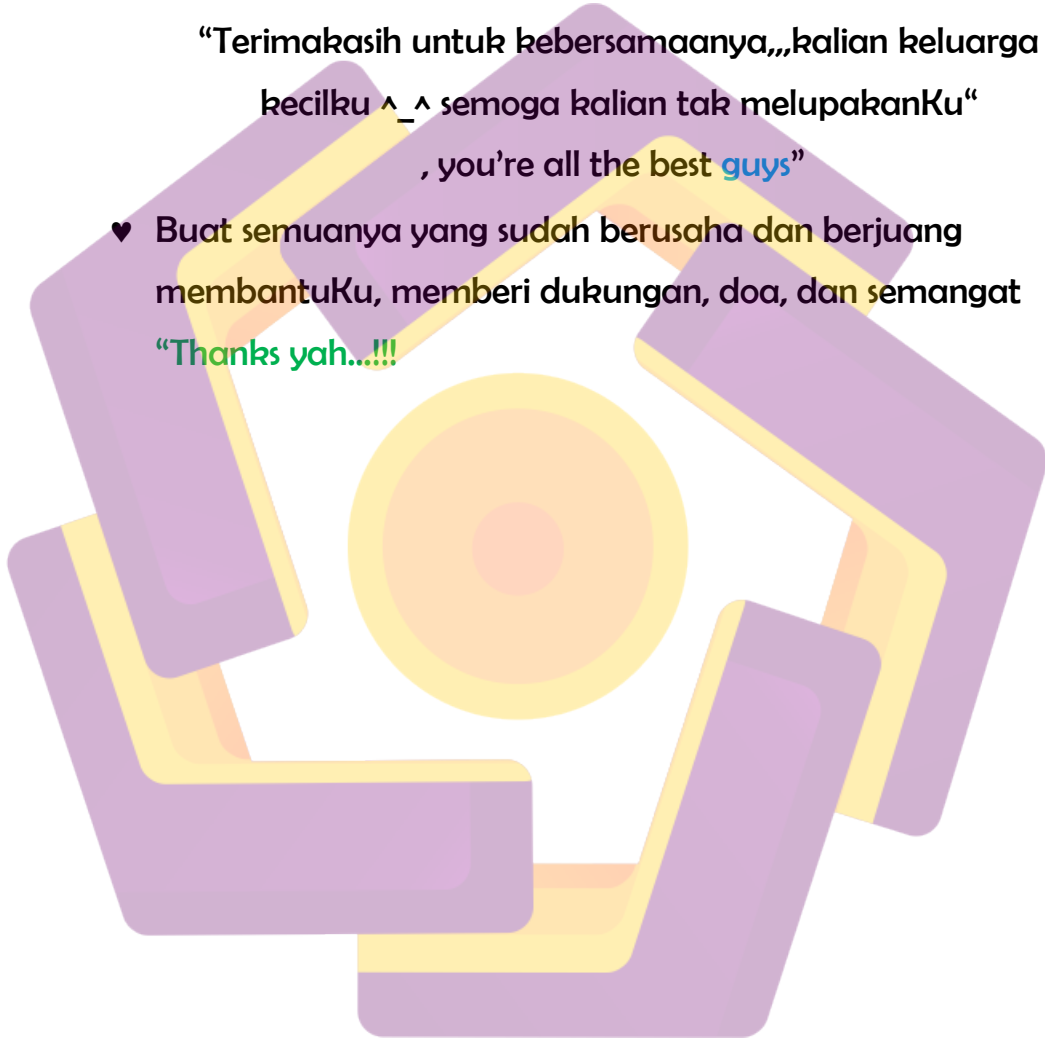 “Terimakasih untuk kebersamaanya,,,kalian keluarga
kecilku ^_^ semoga kalian tak melupakanKu“
, you’re all the best guys”
♥ Buat semuanya yang sudah berusaha dan berjuang
membantuKu, memberi dukungan, doa, dan semangat
“Thanks yah...!!!